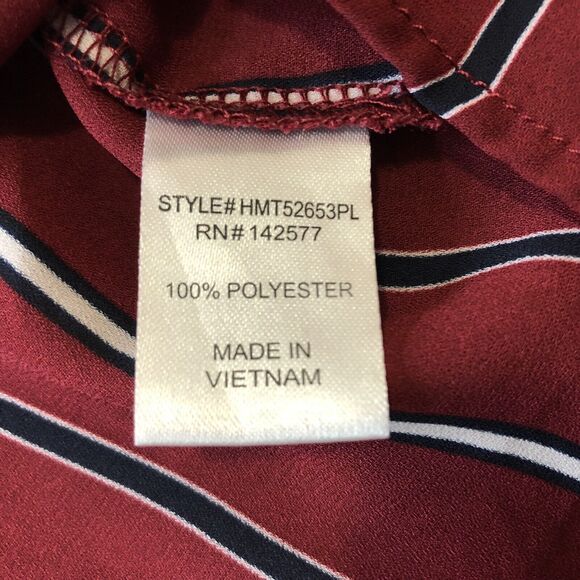 STYLE#HMT52653PL
RN# 142577
100% POLYESTER
MADE IN
VIETNAM